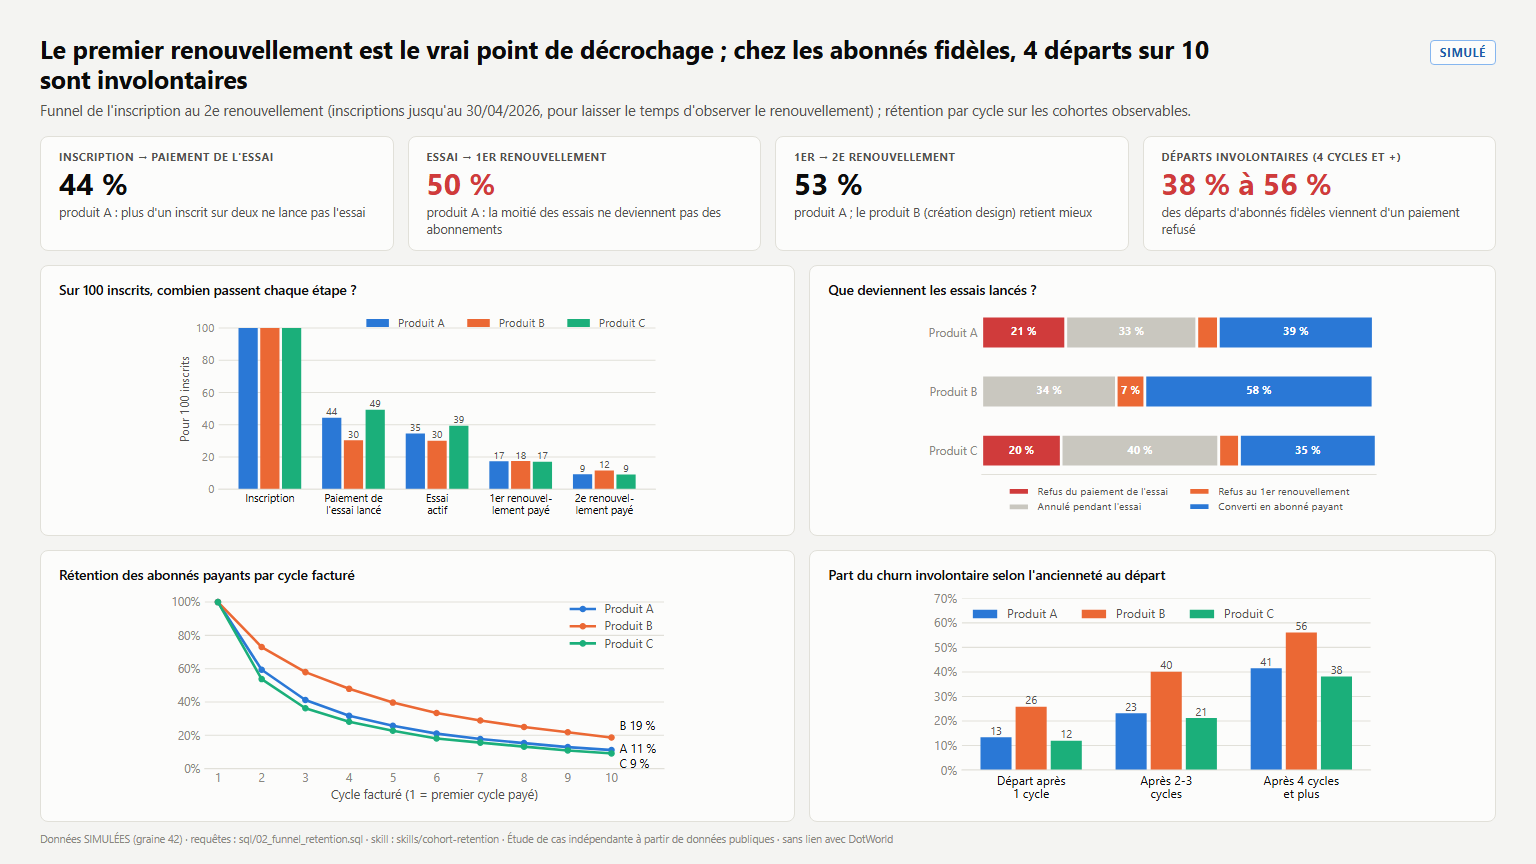 Le premier renouvellement est le vrai point de décrochage ; chez les abonnés fidèles, 4 départs sur 10
sont involontaires
SIMULÉ
Funnel de l'inscription au 2e renouvellement (inscriptions jusqu'au 30/04/2026, pour laisser le temps d'observer le renouvellement) ; rétention par cycle sur les cohortes observables.
INSCRIPTION → PAIEMENT DE L'ESSAI
44 %
produit A : plus d'un inscrit sur deux ne lance pas l'essai
ESSAI → 1ER RENOUVELLEMENT
50 %
produit A : la moitié des essais ne deviennent pas des
abonnements
1ER → 2E RENOUVELLEMENT
53 %
produit A ; le produit B (création design) retient mieux
DÉPARTS INVOLONTAIRES (4 CYCLES ET +)
38 % à 56 %
des départs d'abonnés fidèles viennent d'un paiement
refusé
Sur 100 inscrits, combien passent chaque étape ?
Produit A Produit B Produit C
Pour 100 inscrits
100
80
60
40
20
0
44 30 49
35 30 39
17 18 17
9 12 9
Inscription
Paiement de
l'essai lancé
Essai
actif
1er renouvel-
lement payé
2e renouvel-
lement payé
Que deviennent les essais lancés ?
Produit A 21 % 33 % 39 %
Produit B 34 % 7 % 58 %
Produit C 20 % 40 % 35 %
Refus du paiement de l'essai Refus au 1er renouvellement
Annulé pendant l'essai Converti en abonné payant
Rétention des abonnés payants par cycle facturé
100%
80%
60%
40%
20%
0%
Produit A
Produit B
Produit C
B 19 %
A 11 %
C 9 %
1 2 3 4 5 6 7 8 9 10
Cycle facturé (1 = premier cycle payé)
Part du churn involontaire selon l'ancienneté au départ
70%
60%
50%
40%
30%
20%
10%
0%
Produit A Produit B Produit C
13 26 12
23 40 21
41 56 38
Départ après
1 cycle
Après 2-3
cycles
Après 4 cycles
et plus
Données SIMULÉES (graine 42) · requêtes : sql/02_funnel_retention.sql · skill : skills/cohort-retention · Étude de cas indépendante à partir de données publiques · sans lien avec DotWorld